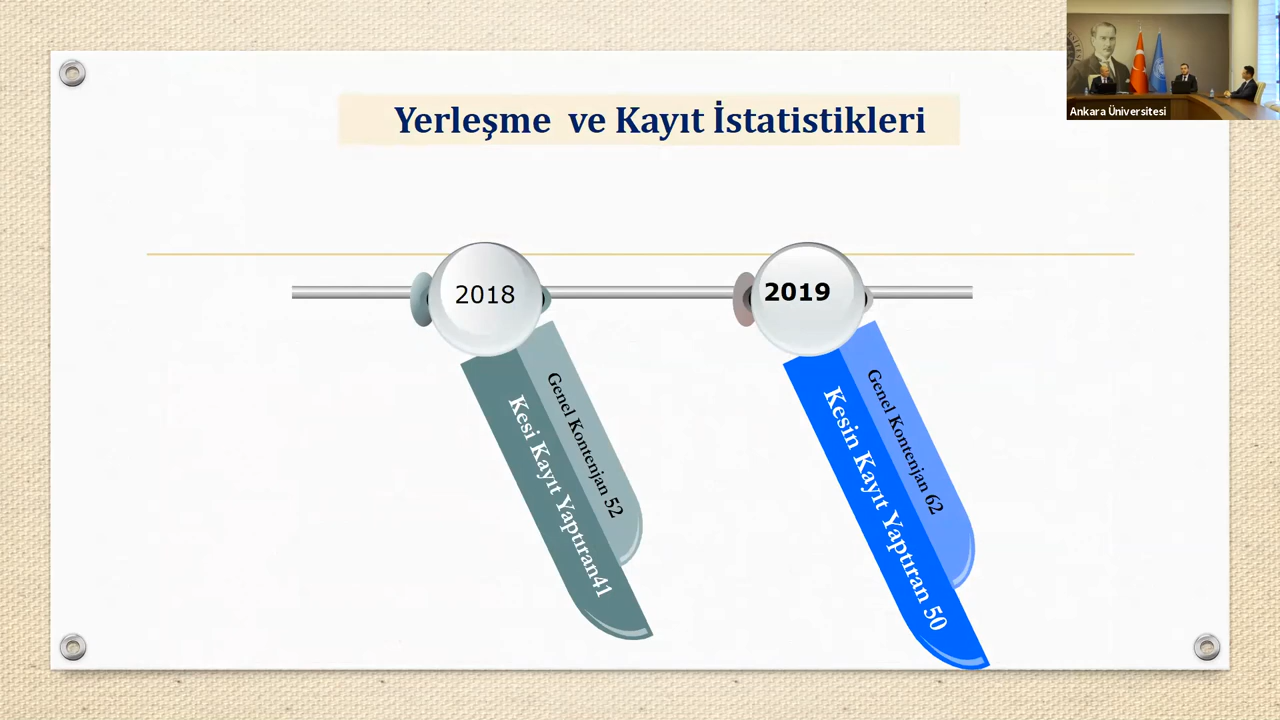 Yerleşme ve Kayıt İstatistikleri
Ankara Üniversitesi
2018
Genel Kontenjan 52
Kesi Kayıt Yaptıran41
2019
Genel Kontenjan 62
Kesin Kayıt Yaptıran 50